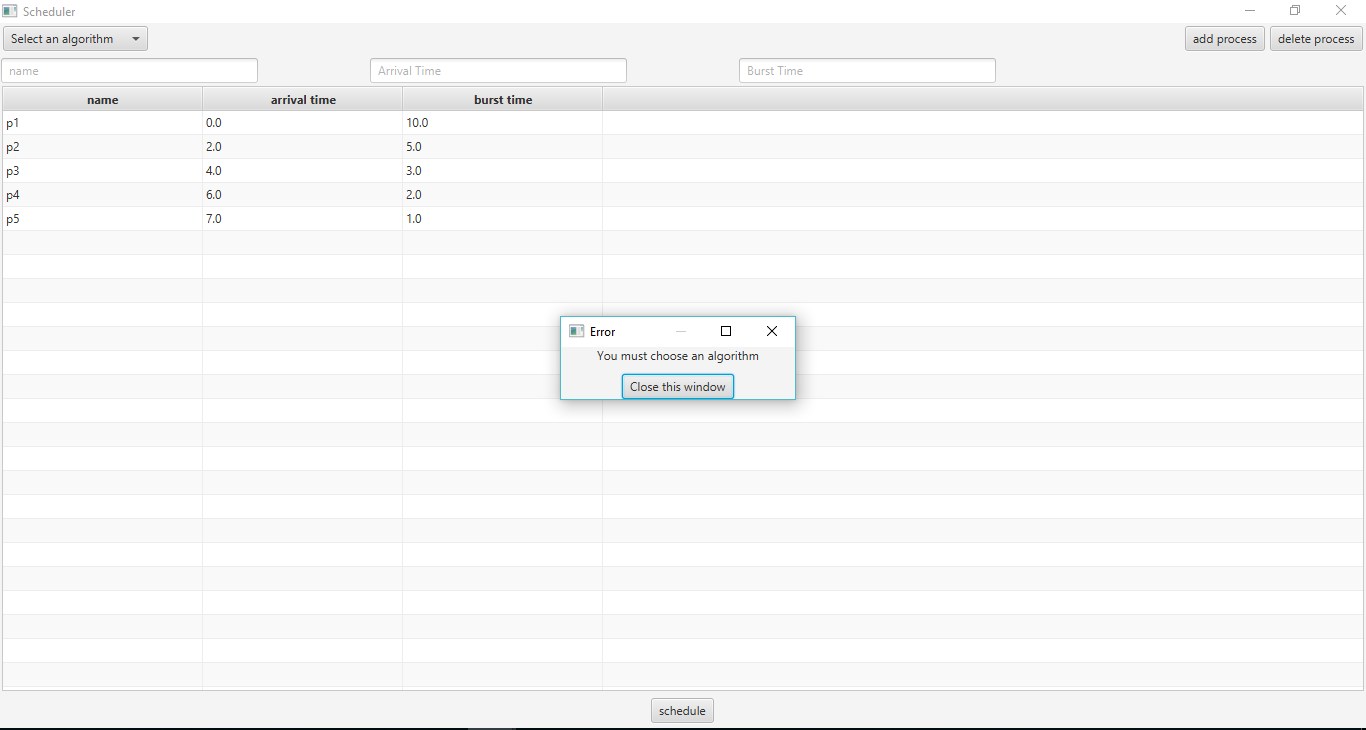 Scheduler
Select an algorithm
add process
delete process
name
Arrival Time
Burst Time
name arrival time burst time
p1 0.0 10.0
p2 2.0 5.0
p3 4.0 3.0
p4 6.0 2.0
p5 7.0 1.0
Error
You must choose an algorithm
Close this window
schedule